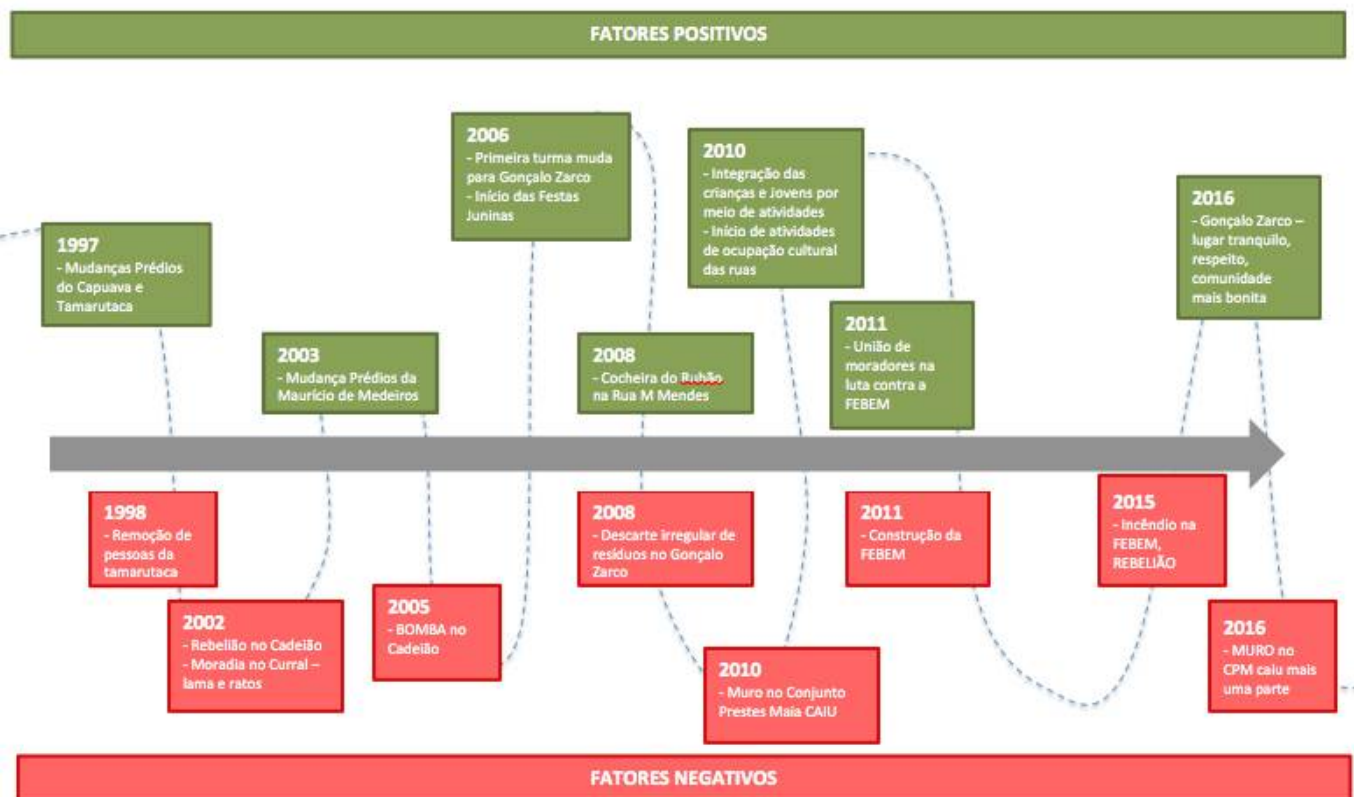 FATORES POSITIVOS
1997
- Mudanças Prédios
do Capuava e
Tamarutaca
2003
- Mudança Prédios da
Maurício de Medeiros
2006
- Primeira turma muda
para Gonçalo Zarco
- Início das Festas
Juninas
2008
- Cocheira do Rubão
na Rua M Mendes
2010
- Integração das
crianças e Jovens por
meio de atividades
- Início de atividades
de ocupação cultural
das ruas
2011
- União de
moradores na
luta contra a
FEBEM
2016
- Gonçalo Zarco –
lugar tranquilo,
respeito,
comunidade
mais bonita
1998
- Remoção de
pessoas da
tamarutaca
2002
- Rebelião no Cadeião
- Moradia no Curral –
lama e ratos
2005
- BOMBA no
Cadeião
2008
- Descarte irregular de
resíduos no Gonçalo
Zarco
2010
- Muro no Conjunto
Prestes Maia CAIU
2011
- Construção da
FEBEM
2015
- Incêndio na
FEBEM,
REBELIÃO
2016
- MURO no
CPM caiu mais
uma parte
FATORES NEGATIVOS